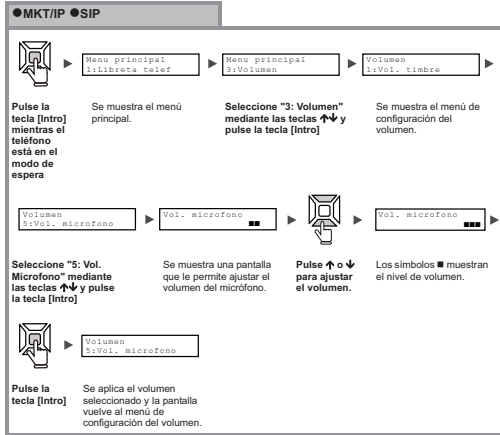 ●MKT/IP ●SIP
Menu principal
1:Libreta telef
Menu principal
3:Volumen
Volumen
1:Vol. timbre
Pulse la
tecla [Intro]
mientras el
teléfono
está en el
modo de
espera
Se muestra el menú
principal.
Seleccione "3: Volumen"
mediante las teclas ↑↓ y
pulse la tecla [Intro]
Se muestra el menú de
configuración del
volumen.
Volumen
5:Vol. microfono
Vol. microfono
■■
Vol. microfono
■■■
Seleccione "5: Vol.
Microfono" mediante
las teclas ↑↓ y pulse
la tecla [Intro]
Se muestra una pantalla
que le permite ajustar el
volumen del micrófono.
Pulse ↑ o ↓
para ajustar
el volumen.
Los símbolos ■ muestran
el nivel de volumen.
Volumen
5:Vol. microfono
Pulse la
tecla [Intro]
Se aplica el volumen
seleccionado y la pantalla
vuelve al menú de
configuración del volumen.